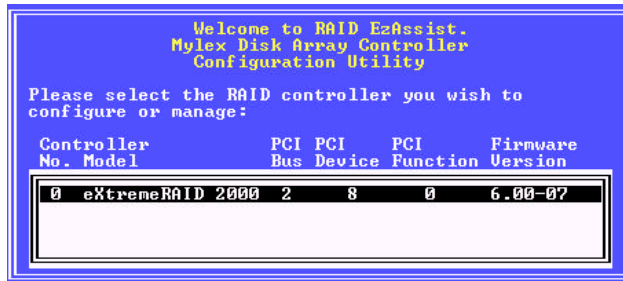 Welcome to RAID EzAssist.
Mylex Disk Array Controller
Configuration Utility
Please select the RAID controller you wish to
configure or manage:
Controller PCI PCI PCI Firmware
No. Model Bus Device Function Version
0 eXtremeRAID 2000 2 8 0 6.00-07